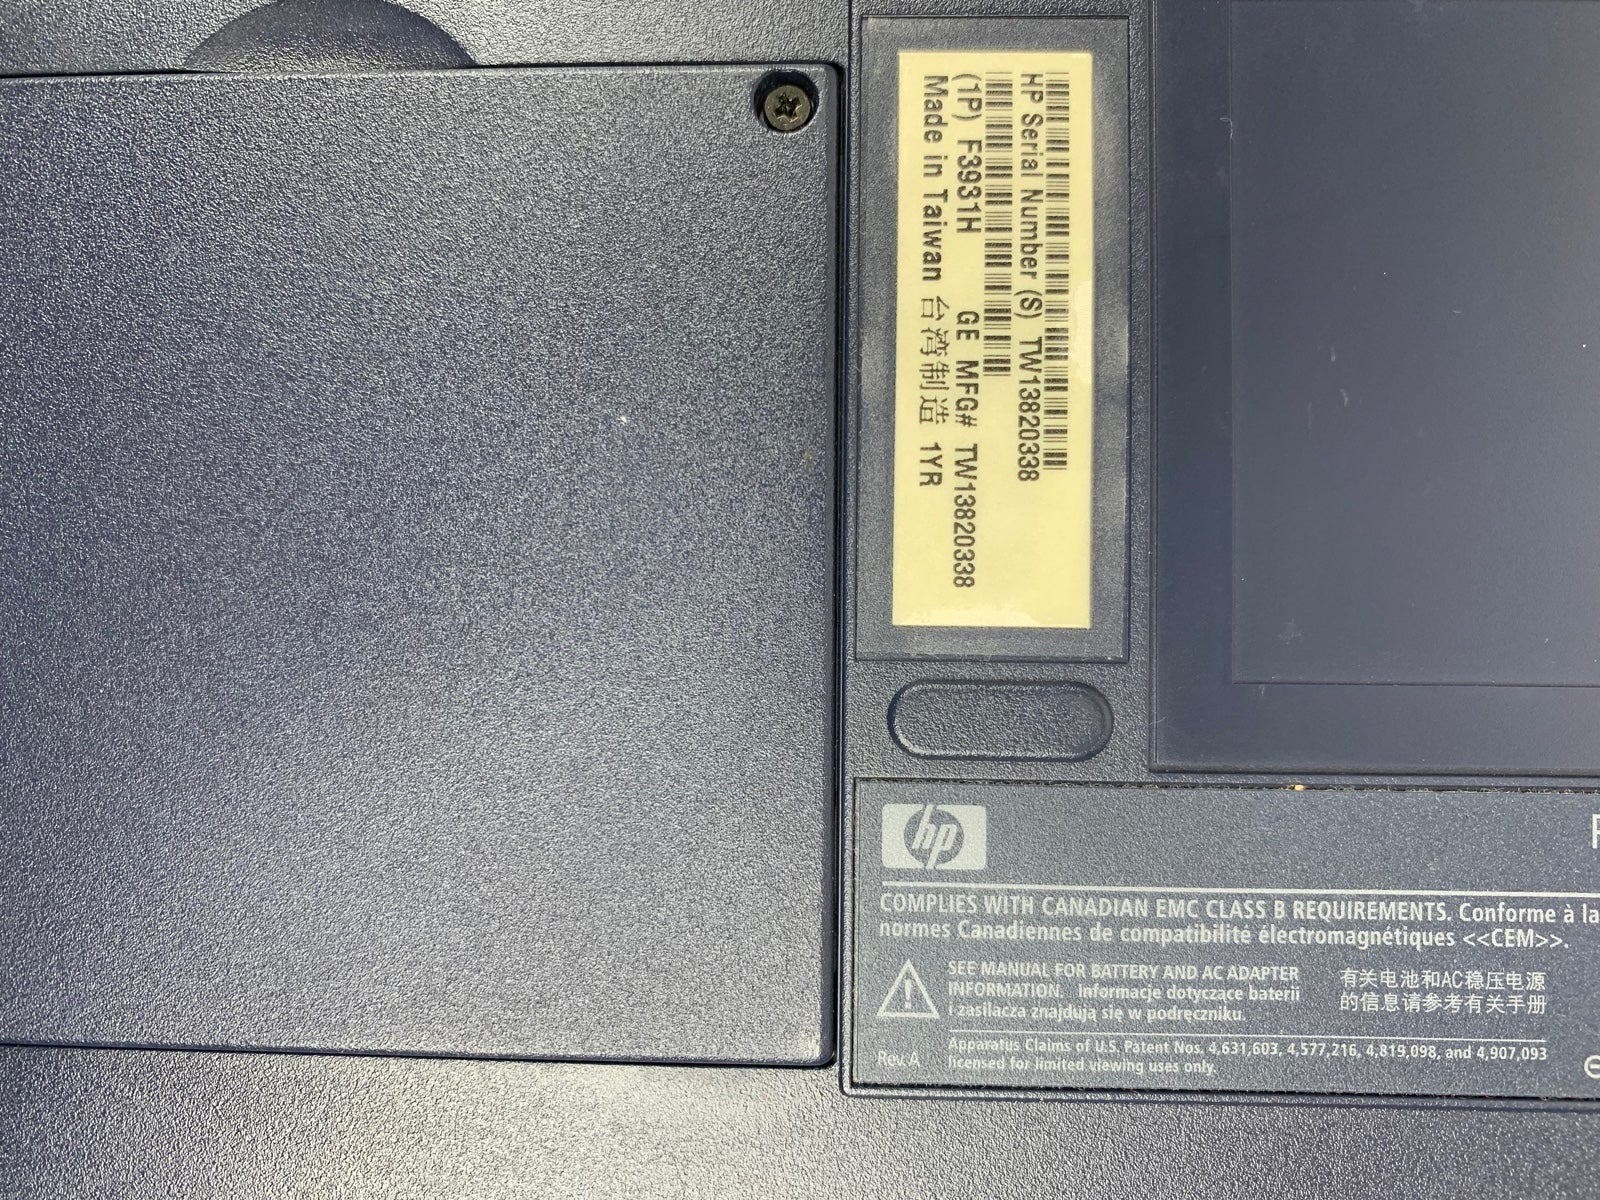 HP Serial Number (S) TW13820338
(1P) F3931H GE MFG# TW13820338
Made in Taiwan 台湾制造 1YR
hp
COMPLIES WITH CANADIAN EMC CLASS B REQUIREMENTS. Conforme à la
normes Canadiennes de compatibilité électromagnétiques <<CEM>>.
SEE MANUAL FOR BATTERY AND AC ADAPTER
INFORMATION. Informacje dotyczące baterii
i zasilacza znajdują się w podręczniku.
有关电池和AC稳压电源
的信息请参考有关手册
Rev.A
Apparatus Claims of U.S. Patent Nos. 4,631,603, 4,577,216, 4,819,098, and 4,907,093
licensed for limited viewing uses only.